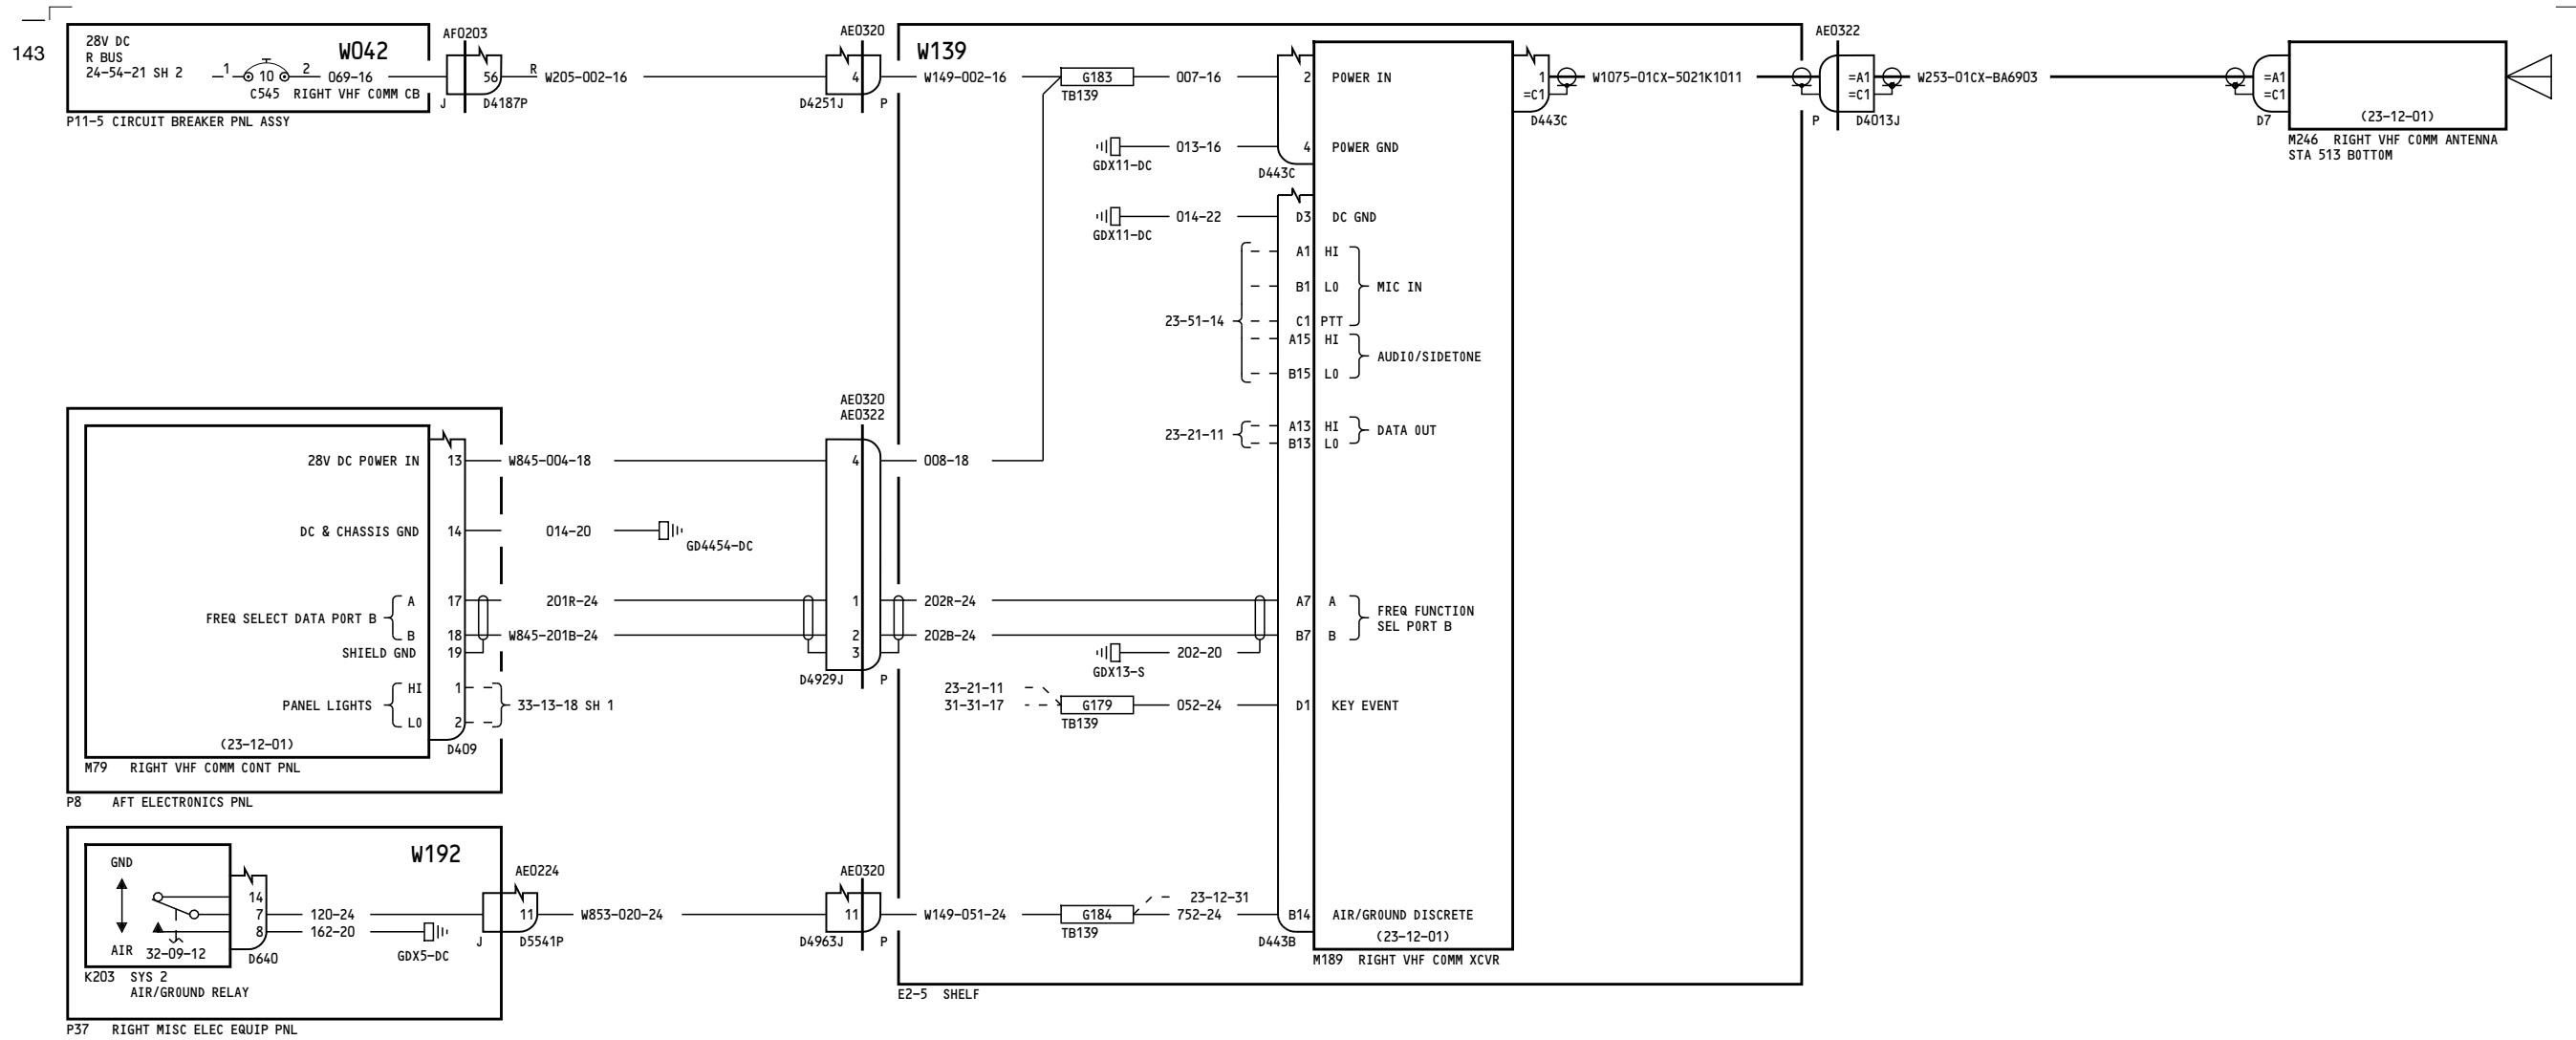 143
28V DC
R BUS
24-54-21 SH 2
W042
1
10
2
069-16
C545 RIGHT VHF COMM CB
P11-5 CIRCUIT BREAKER PNL ASSY
AF0203
56
J
D4187P
R
W205-002-16
AE0320
4
D4251J
P
W139
W149-002-16
G183
TB139
007-16
2
POWER IN
GDX11-DC
013-16
4
POWER GND
D443C
GDX11-DC
014-22
D3
DC GND
23-51-14
A1 HI
B1 LO
C1 PTT
MIC IN
A15 HI
B15 LO
AUDIO/SIDETONE
23-21-11
A13 HI
B13 LO
DATA OUT
1
=C1
D443C
W1075-01CX-5021K1011
AE0322
=A1
=C1
P
D4013J
W253-01CX-BA6903
=A1
=C1
D7
(23-12-01)
M246 RIGHT VHF COMM ANTENNA
STA 513 BOTTOM
28V DC POWER IN
13
W845-004-18
AE0320
AE0322
4
008-18
DC & CHASSIS GND
14
014-20
GD4454-DC
FREQ SELECT DATA PORT B
A
17
201R-24
1
202R-24
A7 A
B
18
W845-201B-24
2
202B-24
B7 B
FREQ FUNCTION
SEL PORT B
SHIELD GND
19
3
GDX13-S
202-20
D4929J
P
PANEL LIGHTS
HI
1
LO
2
33-13-18 SH 1
(23-12-01)
D409
M79 RIGHT VHF COMM CONT PNL
P8 AFT ELECTRONICS PNL
23-21-11
31-31-17
G179
TB139
052-24
D1
KEY EVENT
W192
GND
AIR
32-09-12
14
7
8
D640
120-24
162-20
GDX5-DC
K203 SYS 2
AIR/GROUND RELAY
P37 RIGHT MISC ELEC EQUIP PNL
AE0224
11
J
D5541P
W853-020-24
AE0320
11
D4963J
P
W149-051-24
G184
TB139
23-12-31
752-24
B14
AIR/GROUND DISCRETE
D443B
(23-12-01)
M189 RIGHT VHF COMM XCVR
E2-5 SHELF